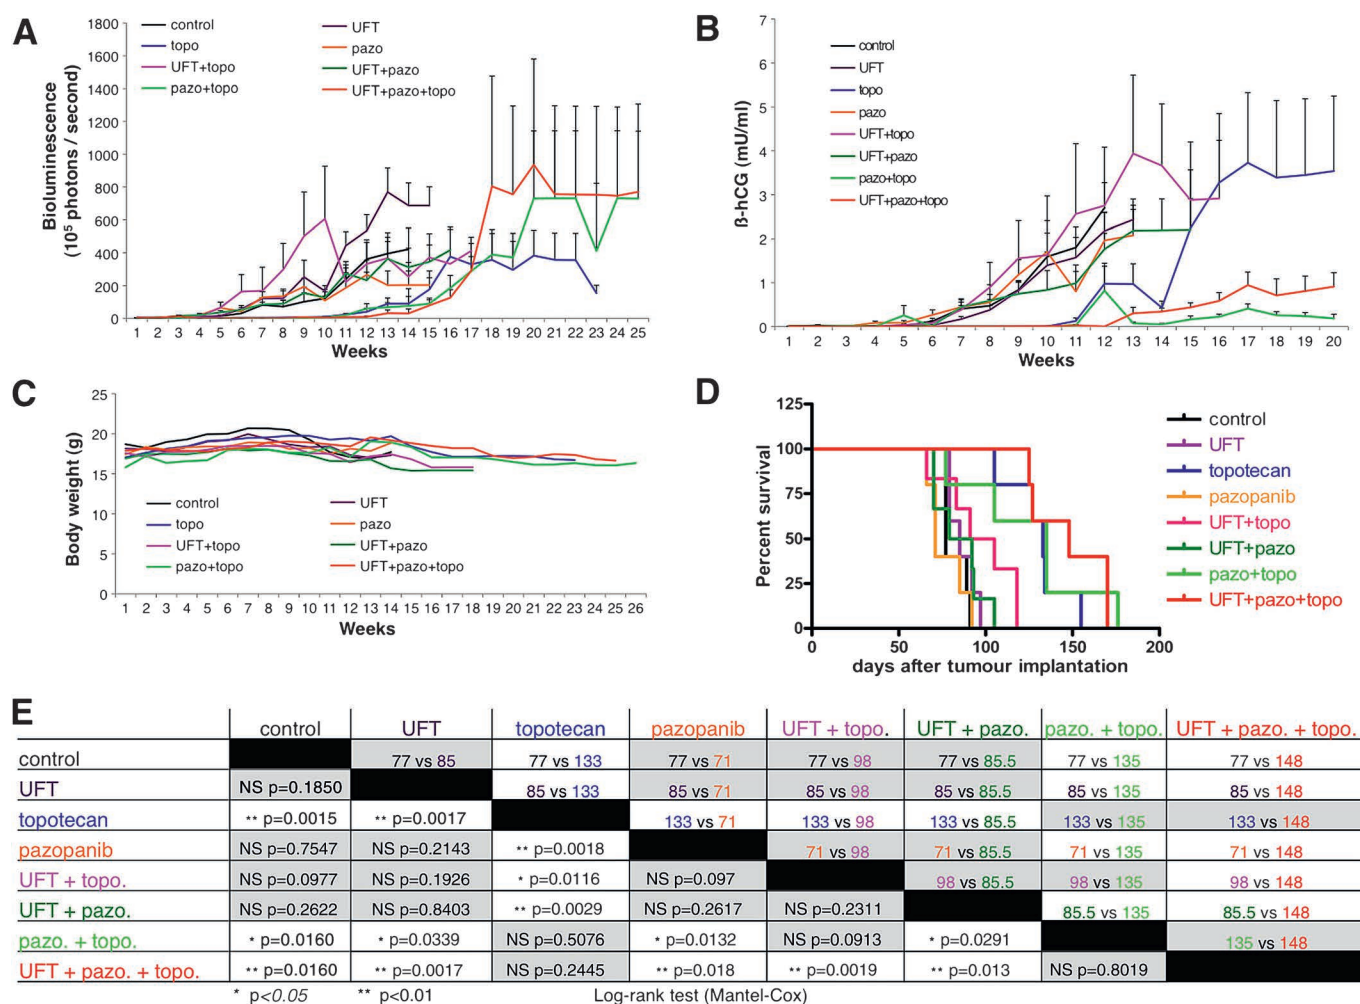 A
Bioluminescence
(10⁵ photons / second)
1800
1600
1400
1200
1000
800
600
400
200
0
control
UFT
topo
pazo
UFT+topo
UFT+pazo
pazo+topo
UFT+pazo+topo
1 2 3 4 5 6 7 8 9 10 11 12 13 14 15 16 17 18 19 20 21 22 23 24 25
Weeks
B
ß-hCG (mU/ml)
7
6
5
4
3
2
1
0
control
UFT
topo
pazo
UFT+topo
UFT+pazo
pazo+topo
UFT+pazo+topo
1 2 3 4 5 6 7 8 9 10 11 12 13 14 15 16 17 18 19 20
Weeks
C
Body weight (g)
25
20
15
10
5
0
control
UFT
topo
pazo
UFT+topo
UFT+pazo
pazo+topo
UFT+pazo+topo
1 2 3 4 5 6 7 8 9 10 11 12 13 14 15 16 17 18 19 20 21 22 23 24 25 26
Weeks
D
Percent survival
125
100
75
50
25
0
0 50 100 150 200
days after tumour implantation
control
UFT
topotecan
pazopanib
UFT+topo
UFT+pazo
pazo+topo
UFT+pazo+topo
E
control UFT topotecan pazopanib UFT + topo. UFT + pazo. pazo. + topo. UFT + pazo. + topo.
control 77 vs 85 77 vs 133 77 vs 71 77 vs 98 77 vs 85.5 77 vs 135 77 vs 148
UFT NS p=0.1850 85 vs 133 85 vs 71 85 vs 98 85 vs 85.5 85 vs 135 85 vs 148
topotecan ** p=0.0015 ** p=0.0017 133 vs 71 133 vs 98 133 vs 85.5 133 vs 135 133 vs 148
pazopanib NS p=0.7547 NS p=0.2143 ** p=0.0018 71 vs 98 71 vs 85.5 71 vs 135 71 vs 148
UFT + topo. NS p=0.0977 NS p=0.1926 * p=0.0116 NS p=0.097 98 vs 85.5 98 vs 135 98 vs 148
UFT + pazo. NS p=0.2622 NS p=0.8403 ** p=0.0029 NS p=0.2617 NS p=0.2311 85.5 vs 135 85.5 vs 148
pazo. + topo. * p=0.0160 * p=0.0339 NS p=0.5076 * p=0.0132 NS p=0.0913 * p=0.0291 135 vs 148
UFT + pazo. + topo. ** p=0.0160 ** p=0.0017 NS p=0.2445 ** p=0.018 ** p=0.0019 ** p=0.013 NS p=0.8019
* p<0.05 ** p<0.01 Log-rank test (Mantel-Cox)